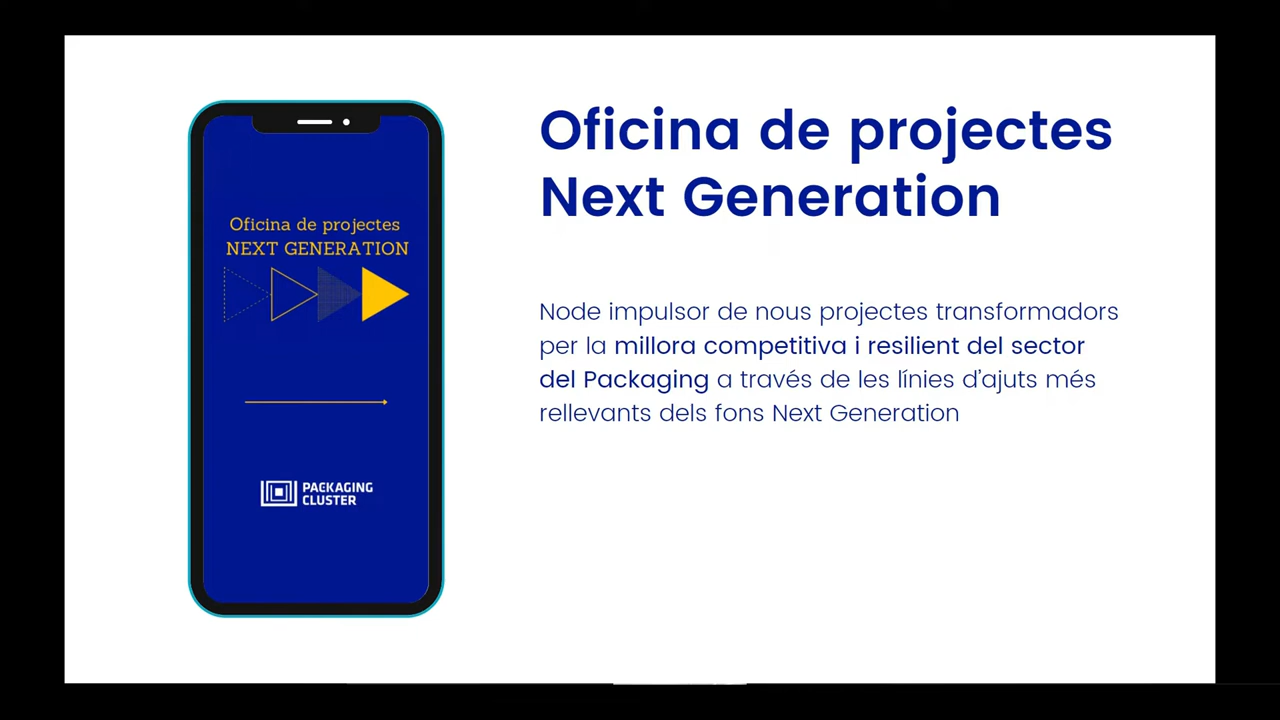 Oficina de projectes
NEXT GENERATION
PACKAGING
CLUSTER
Oficina de projectes
Next Generation
Node impulsor de nous projectes transformadors
per la millora competitiva i resilient del sector
del Packaging a través de les línies d'ajuts més
rellevants dels fons Next Generation